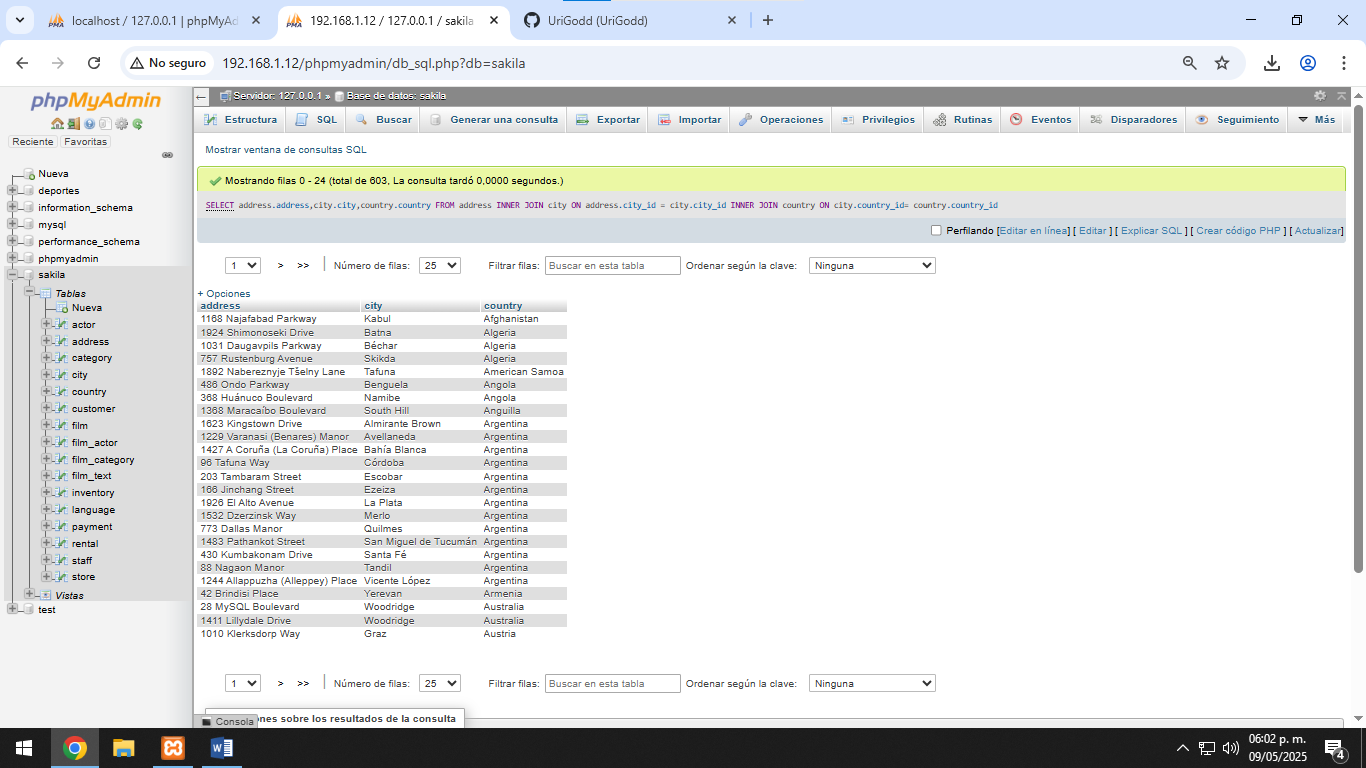 localhost / 127.0.0.1 | phpMyAd
192.168.1.12 / 127.0.0.1 / sakila
UriGodd (UriGodd)
No seguro
192.168.1.12/phpmyadmin/db_sql.php?db=sakila
phpMyAdmin
Reciente Favoritas
Nueva
deportes
information_schema
mysql
performance_schema
phpmyadmin
sakila
Tablas
Nueva
actor
address
category
city
country
customer
film
film_actor
film_category
film_text
inventory
language
payment
rental
staff
store
Vistas
test
Servidor: 127.0.0.1 » Base de datos: sakila
Estructura SQL Buscar Generar una consulta Exportar Importar Operaciones Privilegios Rutinas Eventos Disparadores Seguimiento Más
Mostrar ventana de consultas SQL
Mostrando filas 0 - 24 (total de 603, La consulta tardó 0,0000 segundos.)
SELECT address.address,city.city,country.country FROM address INNER JOIN city ON address.city_id = city.city_id INNER JOIN country ON city.country_id= country.country_id
Perfilando [Editar en línea] [ Editar ] [ Explicar SQL ] [ Crear código PHP ] [ Actualizar]
1 > >> Número de filas: 25 Filtrar filas: Buscar en esta tabla Ordenar según la clave: Ninguna
+ Opciones
address city country
1168 Najafabad Parkway Kabul Afghanistan
1924 Shimonoseki Drive Batna Algeria
1031 Daugavpils Parkway Béchar Algeria
757 Rustenburg Avenue Skikda Algeria
1892 Nabereznyje Tšelny Lane Tafuna American Samoa
486 Ondo Parkway Benguela Angola
368 Huánuco Boulevard Namibe Angola
1368 Maracaíbo Boulevard South Hill Anguilla
1623 Kingstown Drive Almirante Brown Argentina
1229 Varanasi (Benares) Manor Avellaneda Argentina
1427 A Coruña (La Coruña) Place Bahía Blanca Argentina
96 Tafuna Way Córdoba Argentina
203 Tambaram Street Escobar Argentina
166 Jinchang Street Ezeiza Argentina
1926 El Alto Avenue La Plata Argentina
1532 Dzerzinsk Way Merlo Argentina
773 Dallas Manor Quilmes Argentina
1483 Pathankot Street San Miguel de Tucumán Argentina
430 Kumbakonam Drive Santa Fé Argentina
88 Nagaon Manor Tandil Argentina
1244 Allappuzha (Alleppey) Place Vicente López Argentina
42 Brindisi Place Yerevan Armenia
28 MySQL Boulevard Woodridge Australia
1411 Lillydale Drive Woodridge Australia
1010 Klerksdorp Way Graz Austria
1 > >> Número de filas: 25 Filtrar filas: Buscar en esta tabla Ordenar según la clave: Ninguna
nes sobre los resultados de la consulta
Consola
06:02 p. m.
09/05/2025
4